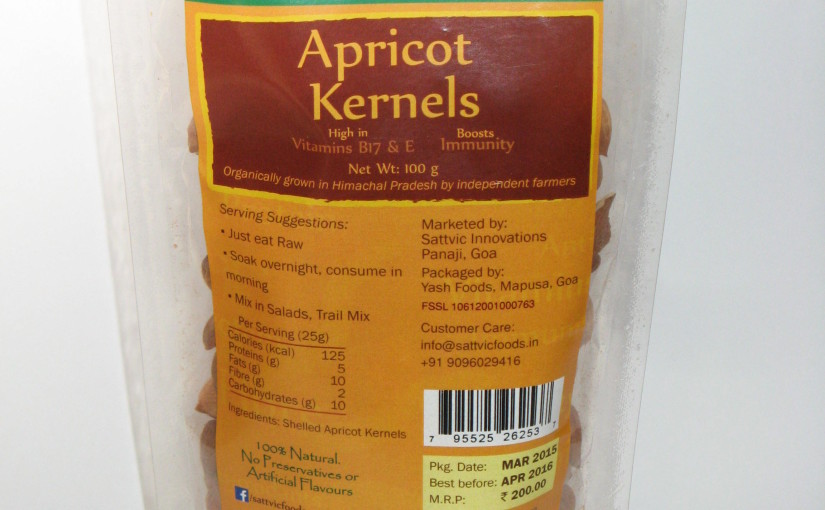 Apricot
Kernels
High in
Vitamins B17 & E
Boosts
Immunity
Net Wt: 100 g
Organically grown in Himachal Pradesh by independent farmers
Serving Suggestions:
• Just eat Raw
• Soak overnight, consume in
morning
• Mix in Salads, Trail Mix
Per Serving (25g)
Calories (kcal) 125
Proteins (g) 5
Fats (g) 10
Fibre (g) 2
Carbohydrates (g) 10
Ingredients: Shelled Apricot Kernels
100% Natural.
No Preservatives or
Artificial Flavours
f/sattvicfoods
Marketed by:
Sattvic Innovations
Panaji, Goa
Packaged by:
Yash Foods, Mapusa, Goa
FSSL 10612001000763
Customer Care:
info@sattvicfoods.in
+91 9096029416
7 95525 26253 7
Pkg. Date: MAR 2015
Best before: APR 2016
M.R.P: ₹ 200.00